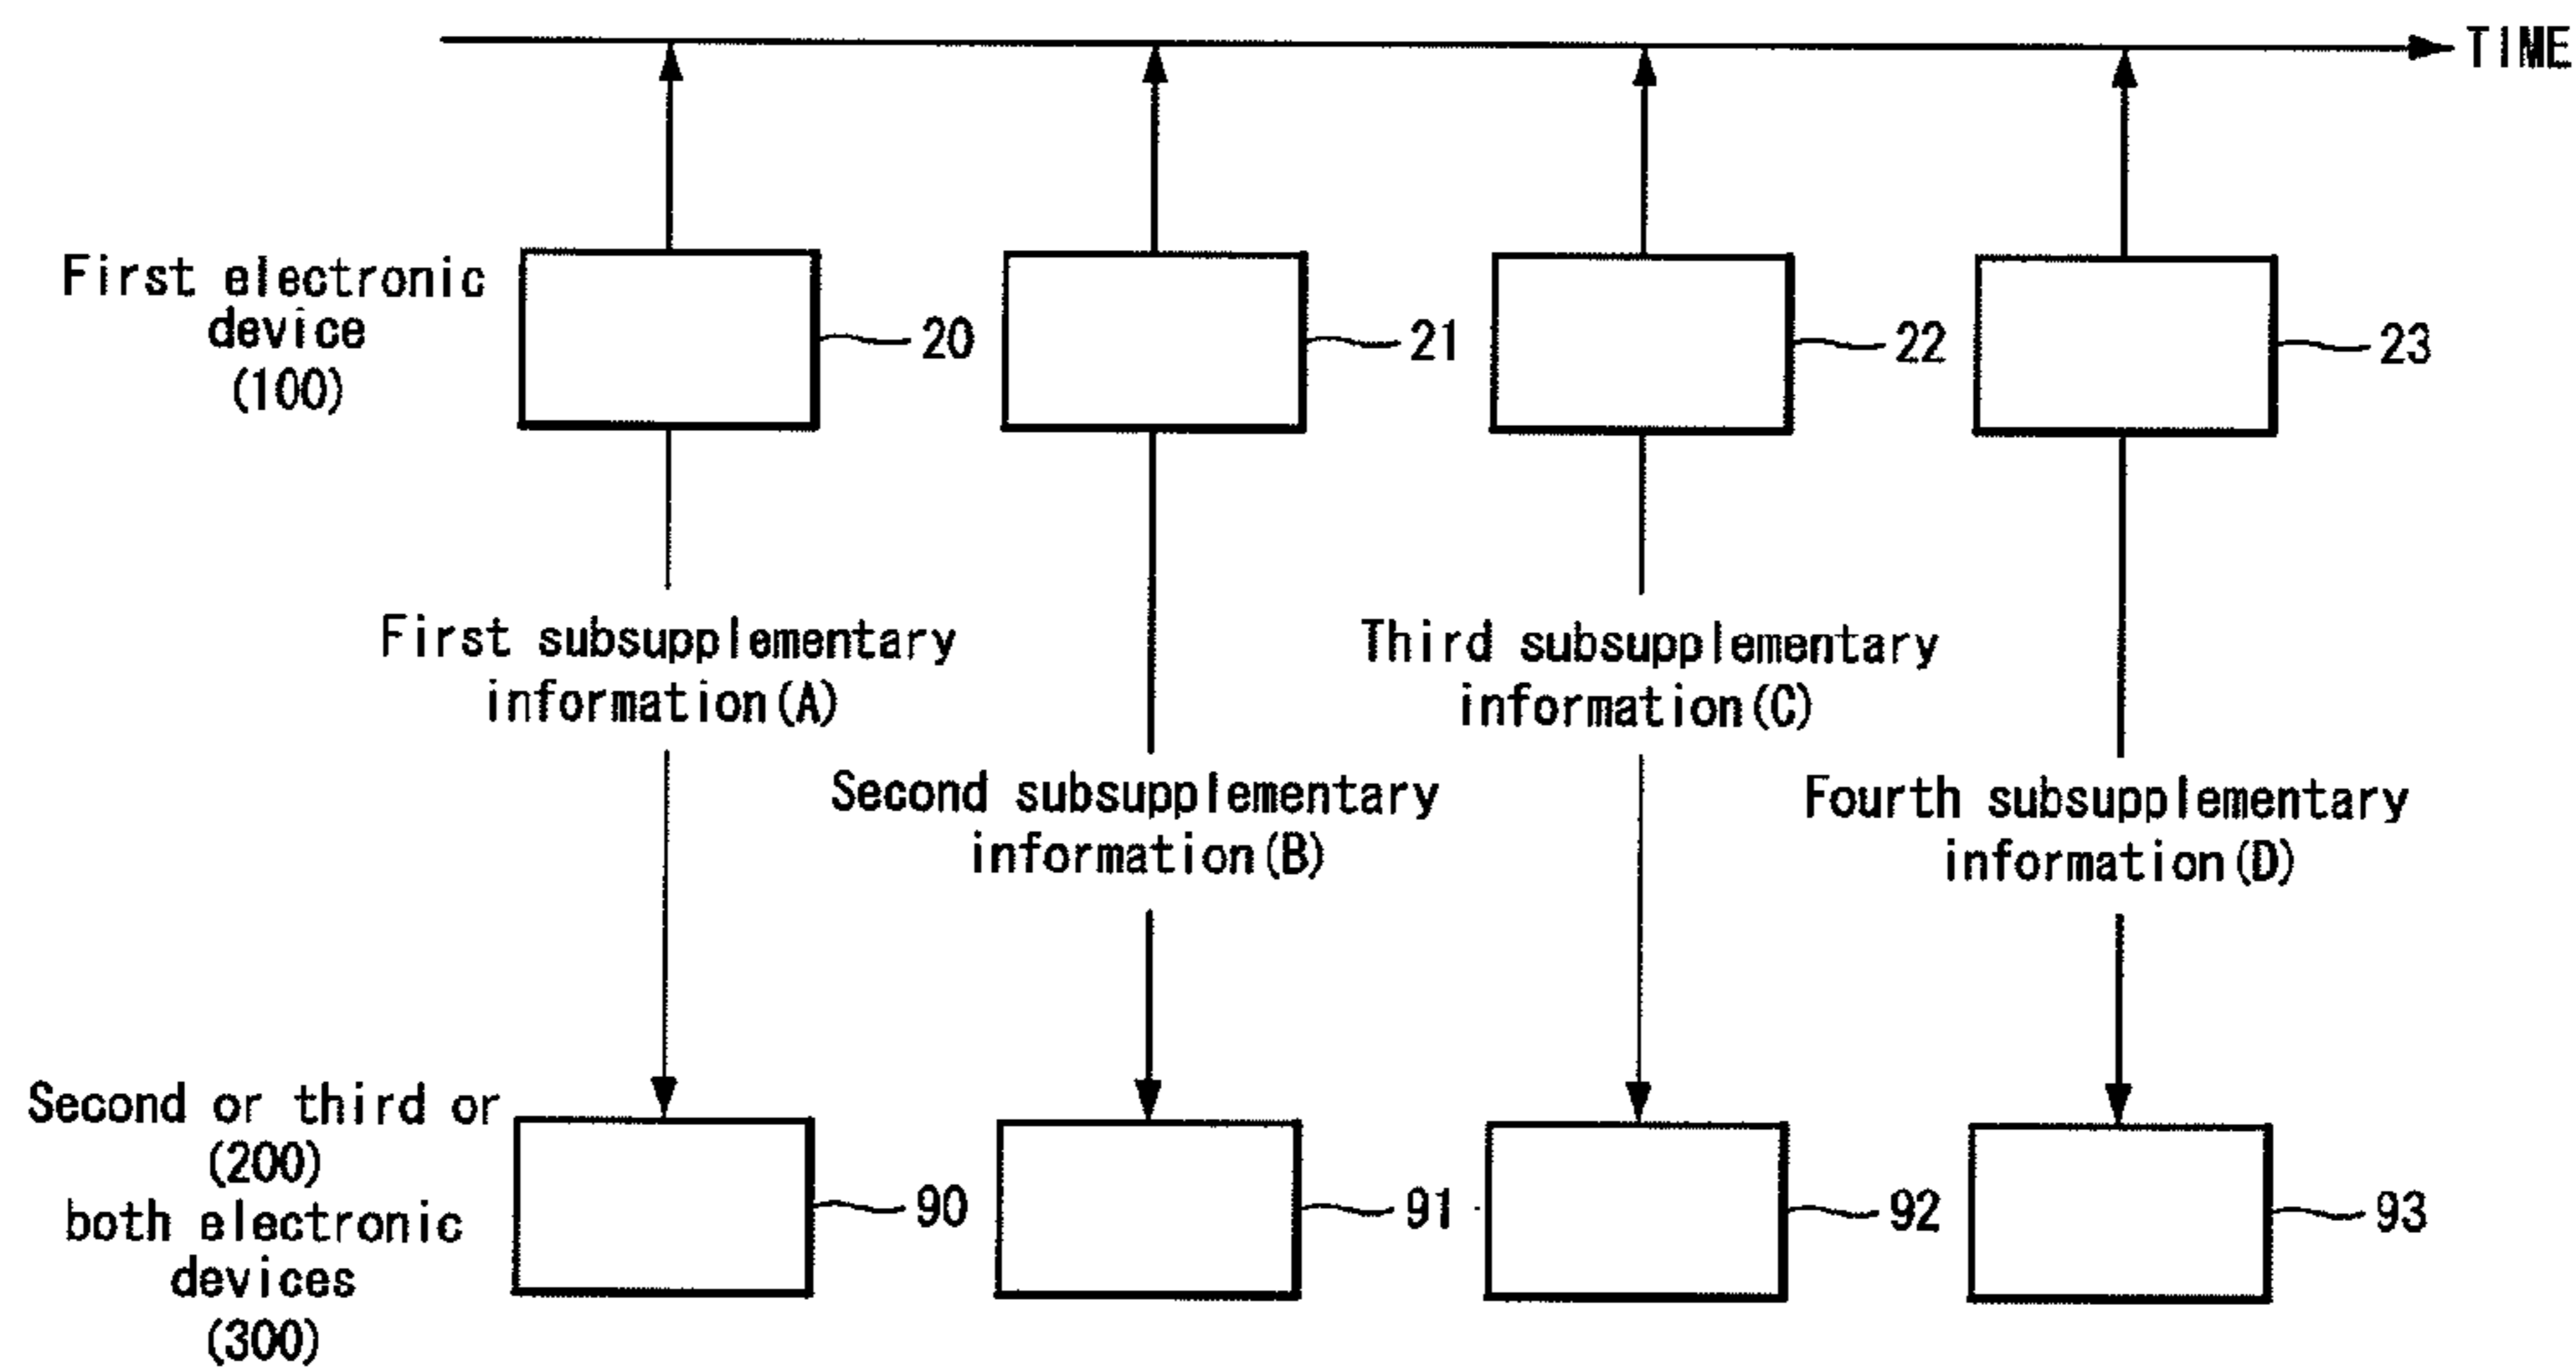 TIME
First electronic
device
(100)
20
21
22
23
First subsupplementary
information(A)
Third subsupplementary
information(C)
Second subsupplementary
information(B)
Fourth subsupplementary
information(D)
Second or third or
(200)
both electronic
devices
(300)
90
91
92
93